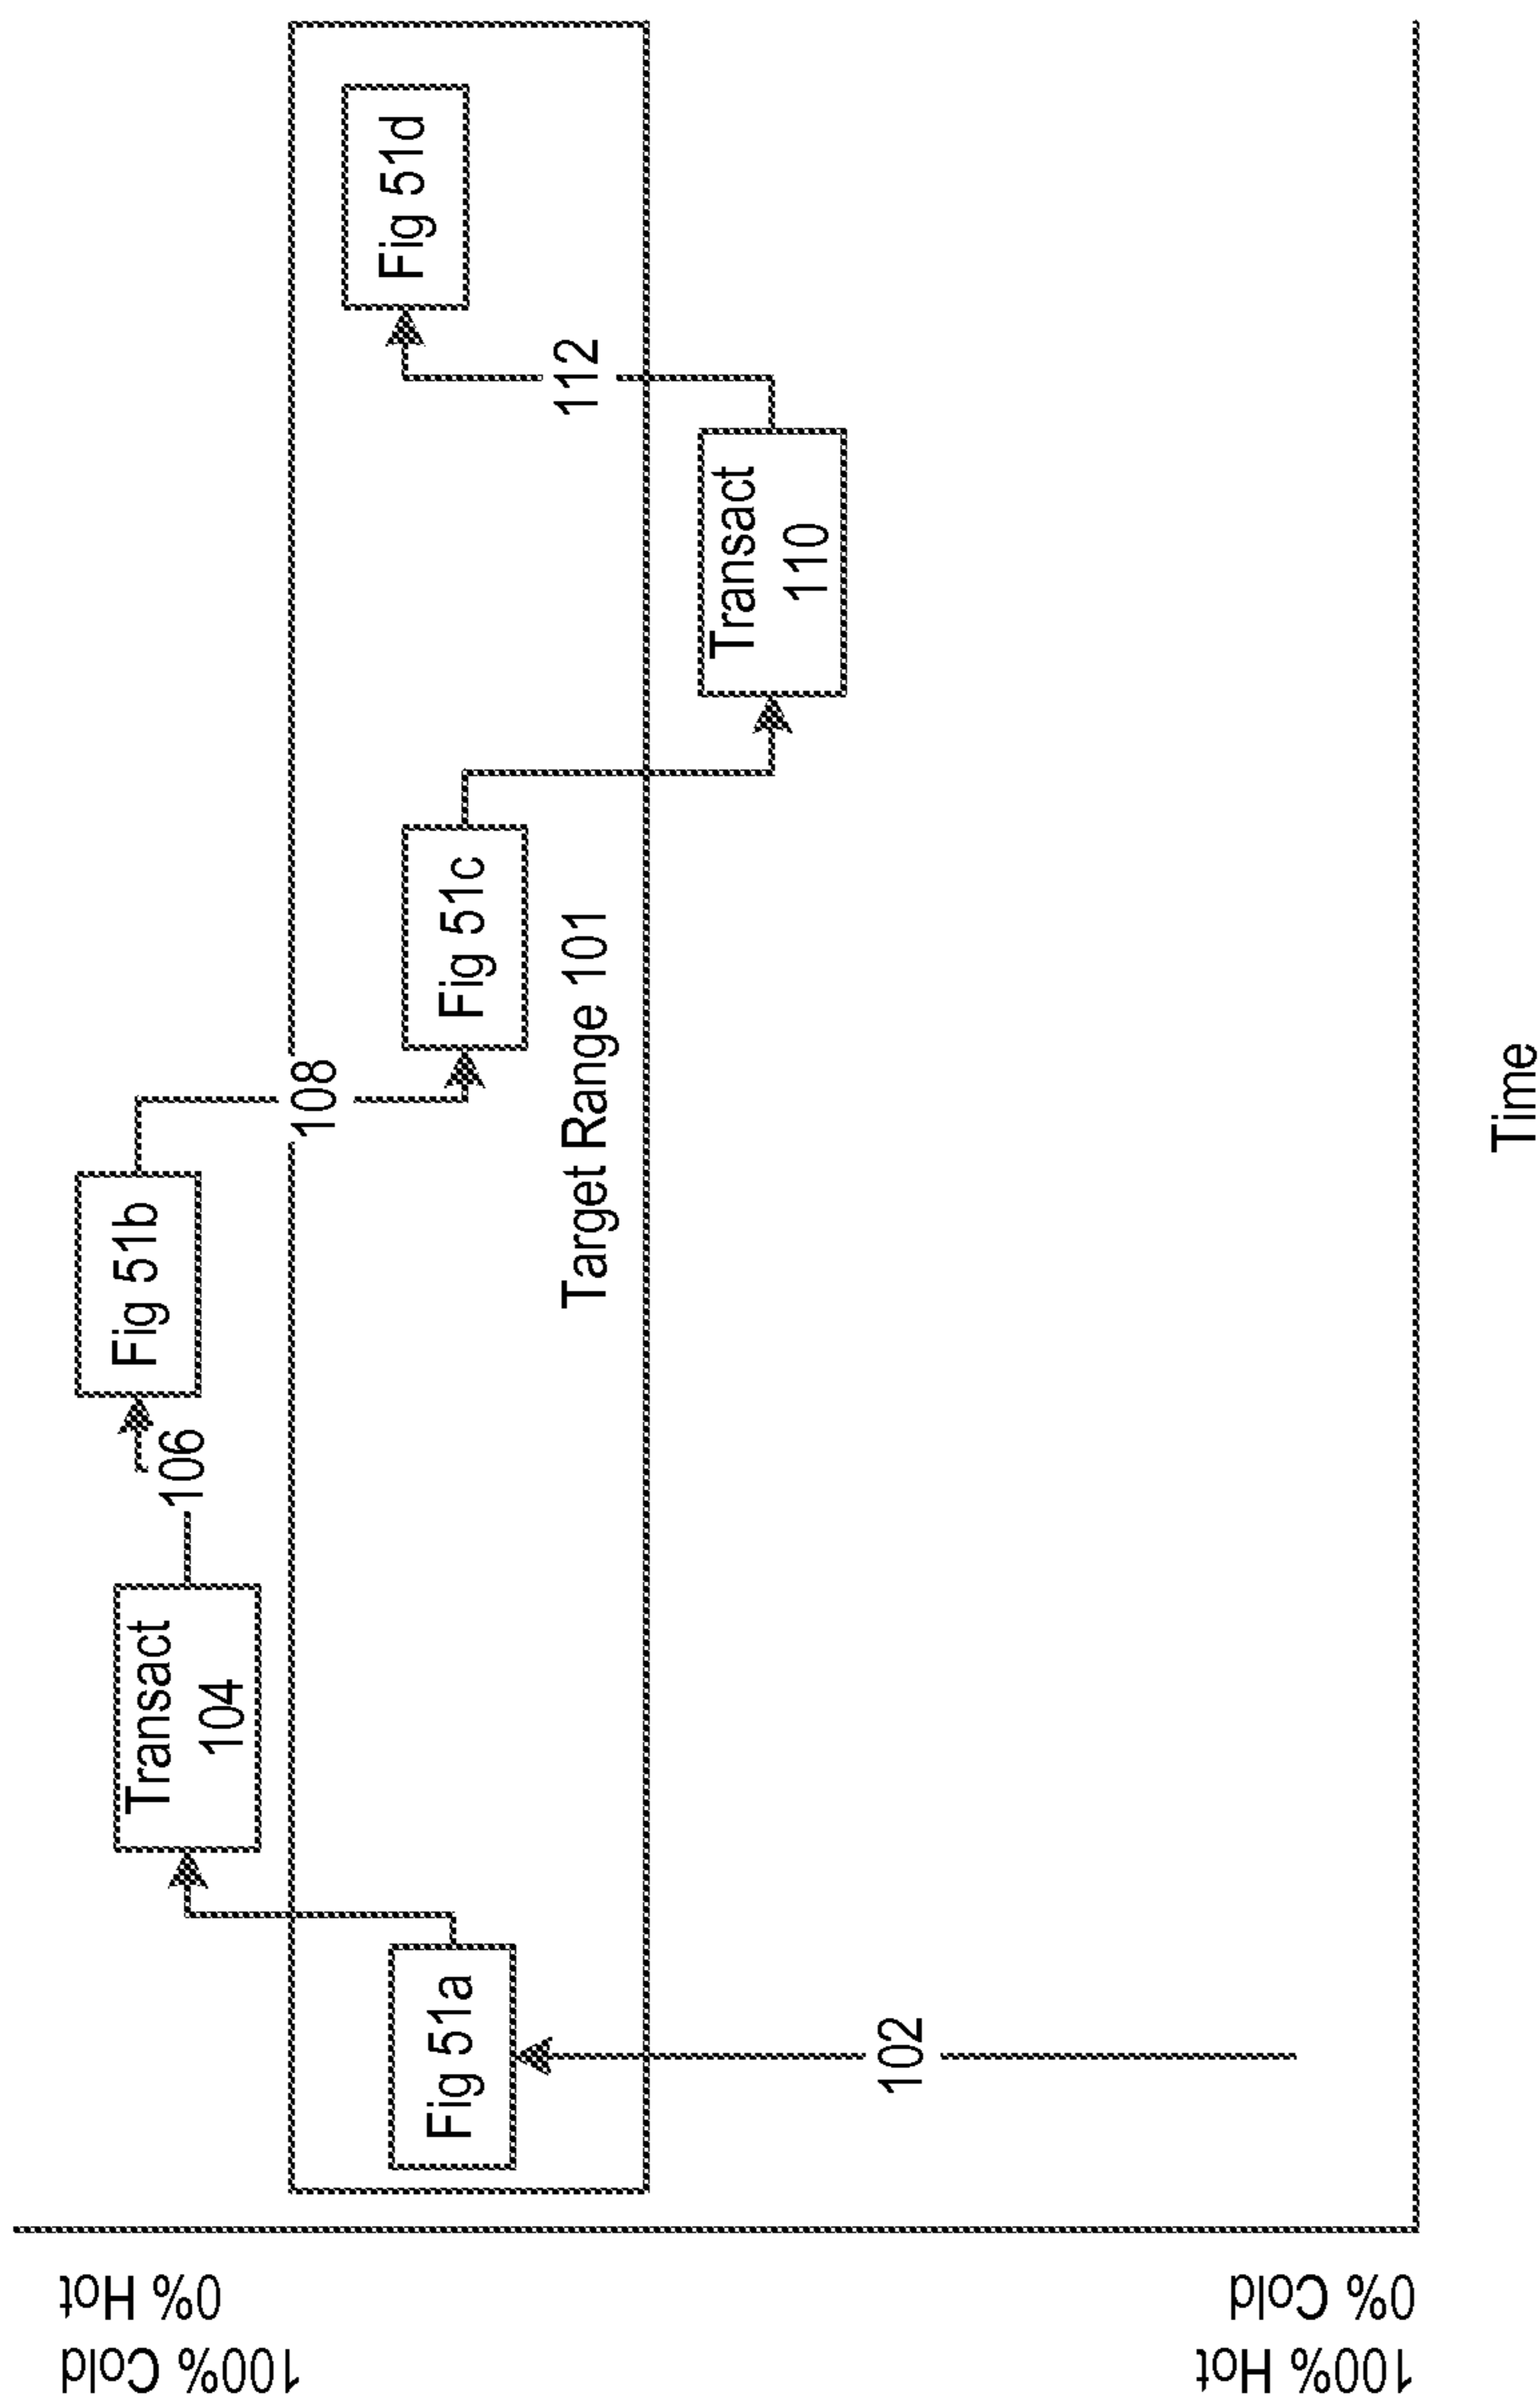 100% Cold
0% Hot
Fig 51a
102
Transact
104
106
Fig 51b
108
Fig 51c
Target Range 101
Transact
110
112
Fig 51d
100% Hot
0% Cold
Time